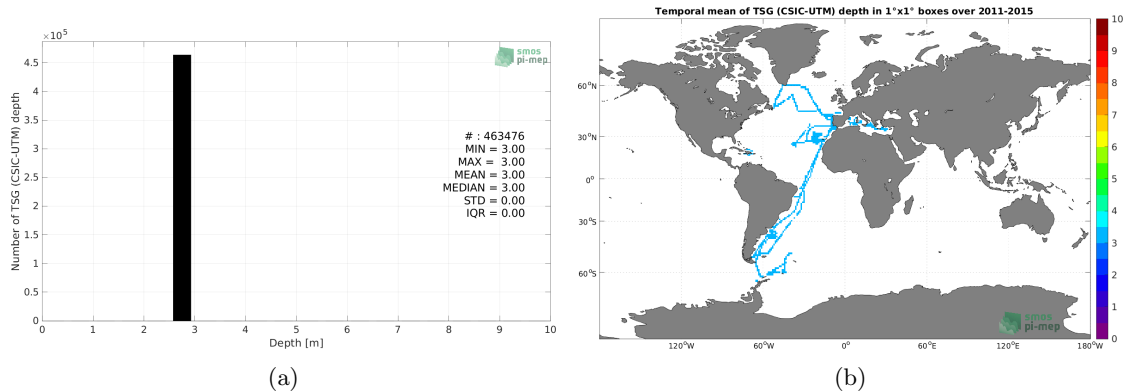 ×10⁵
4.5
4
3.5
3
2.5
2
1.5
1
0.5
0
Number of TSG (CSIC-UTM) depth
smos
pi-mep
# : 463476
MIN = 3.00
MAX = 3.00
MEAN = 3.00
MEDIAN = 3.00
STD = 0.00
IQR = 0.00
0 1 2 3 4 5 6 7 8 9 10
Depth [m]
(a)
Temporal mean of TSG (CSIC-UTM) depth in 1°x1° boxes over 2011-2015
60°N
30°N
0°
30°S
60°S
120°W 60°W 0° 60°E 120°E 180°W
smos
pi-mep
10
9
8
7
6
5
4
3
2
1
0
(b)